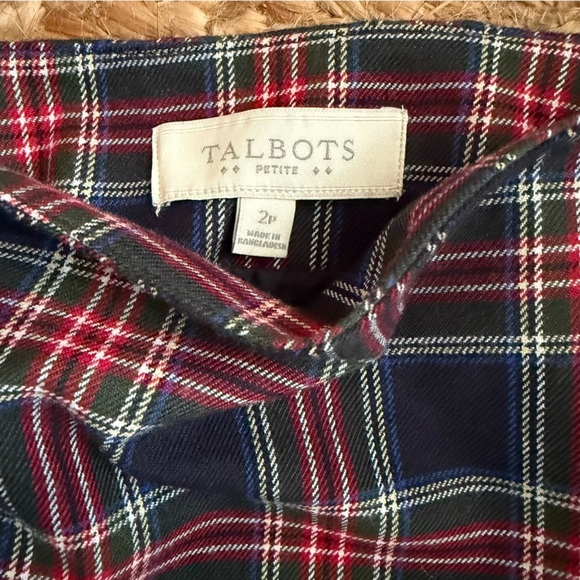 TALBOTS
PETITE
2P
MADE IN
BANGLADESH